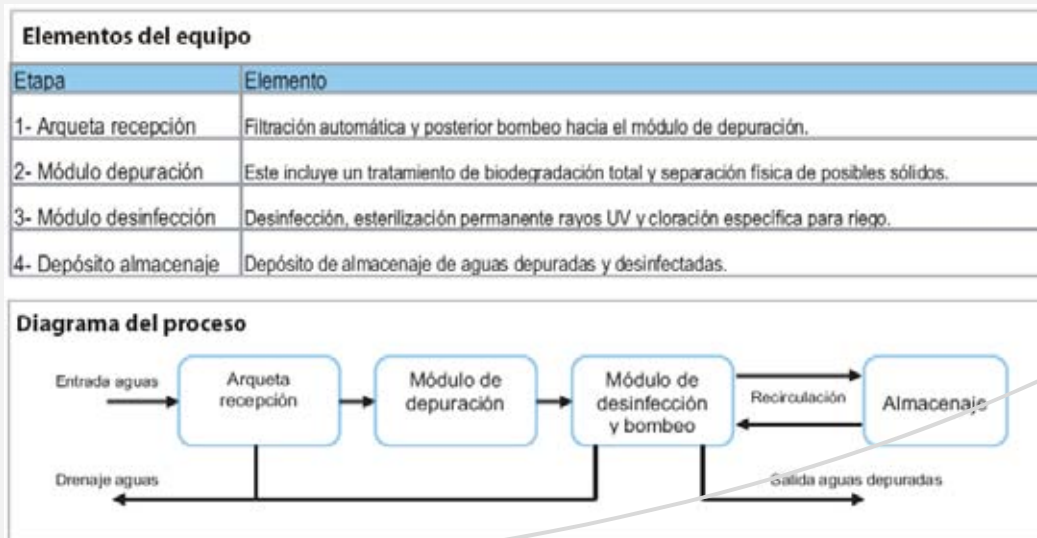 Elementos del equipo
Etapa Elemento
1- Arqueta recepción Filtración automática y posterior bombeo hacia el módulo de depuración.
2- Módulo depuración Este incluye un tratamiento de biodegradación total y separación física de posibles sólidos.
3- Módulo desinfección Desinfección, esterilización permanente rayos UV y cloración específica para riego.
4- Depósito almacenaje Depósito de almacenaje de aguas depuradas y desinfectadas.
Diagrama del proceso
Entrada aguas
Arqueta
recepción
Módulo de
depuración
Módulo de
desinfección
y bombeo
Recirculación
Almacenaje
Drenaje aguas
Salida aguas depuradas